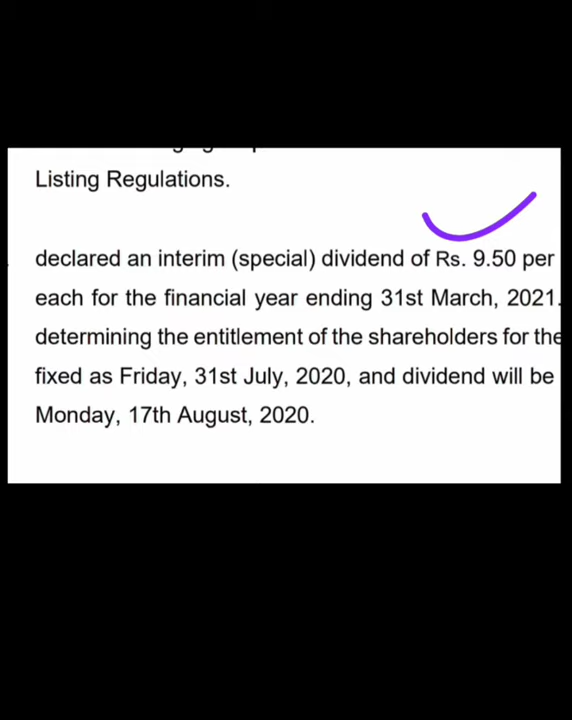 Listing Regulations.
declared an interim (special) dividend of Rs. 9.50 per
each for the financial year ending 31st March, 2021.
determining the entitlement of the shareholders for the
fixed as Friday, 31st July, 2020, and dividend will be
Monday, 17th August, 2020.